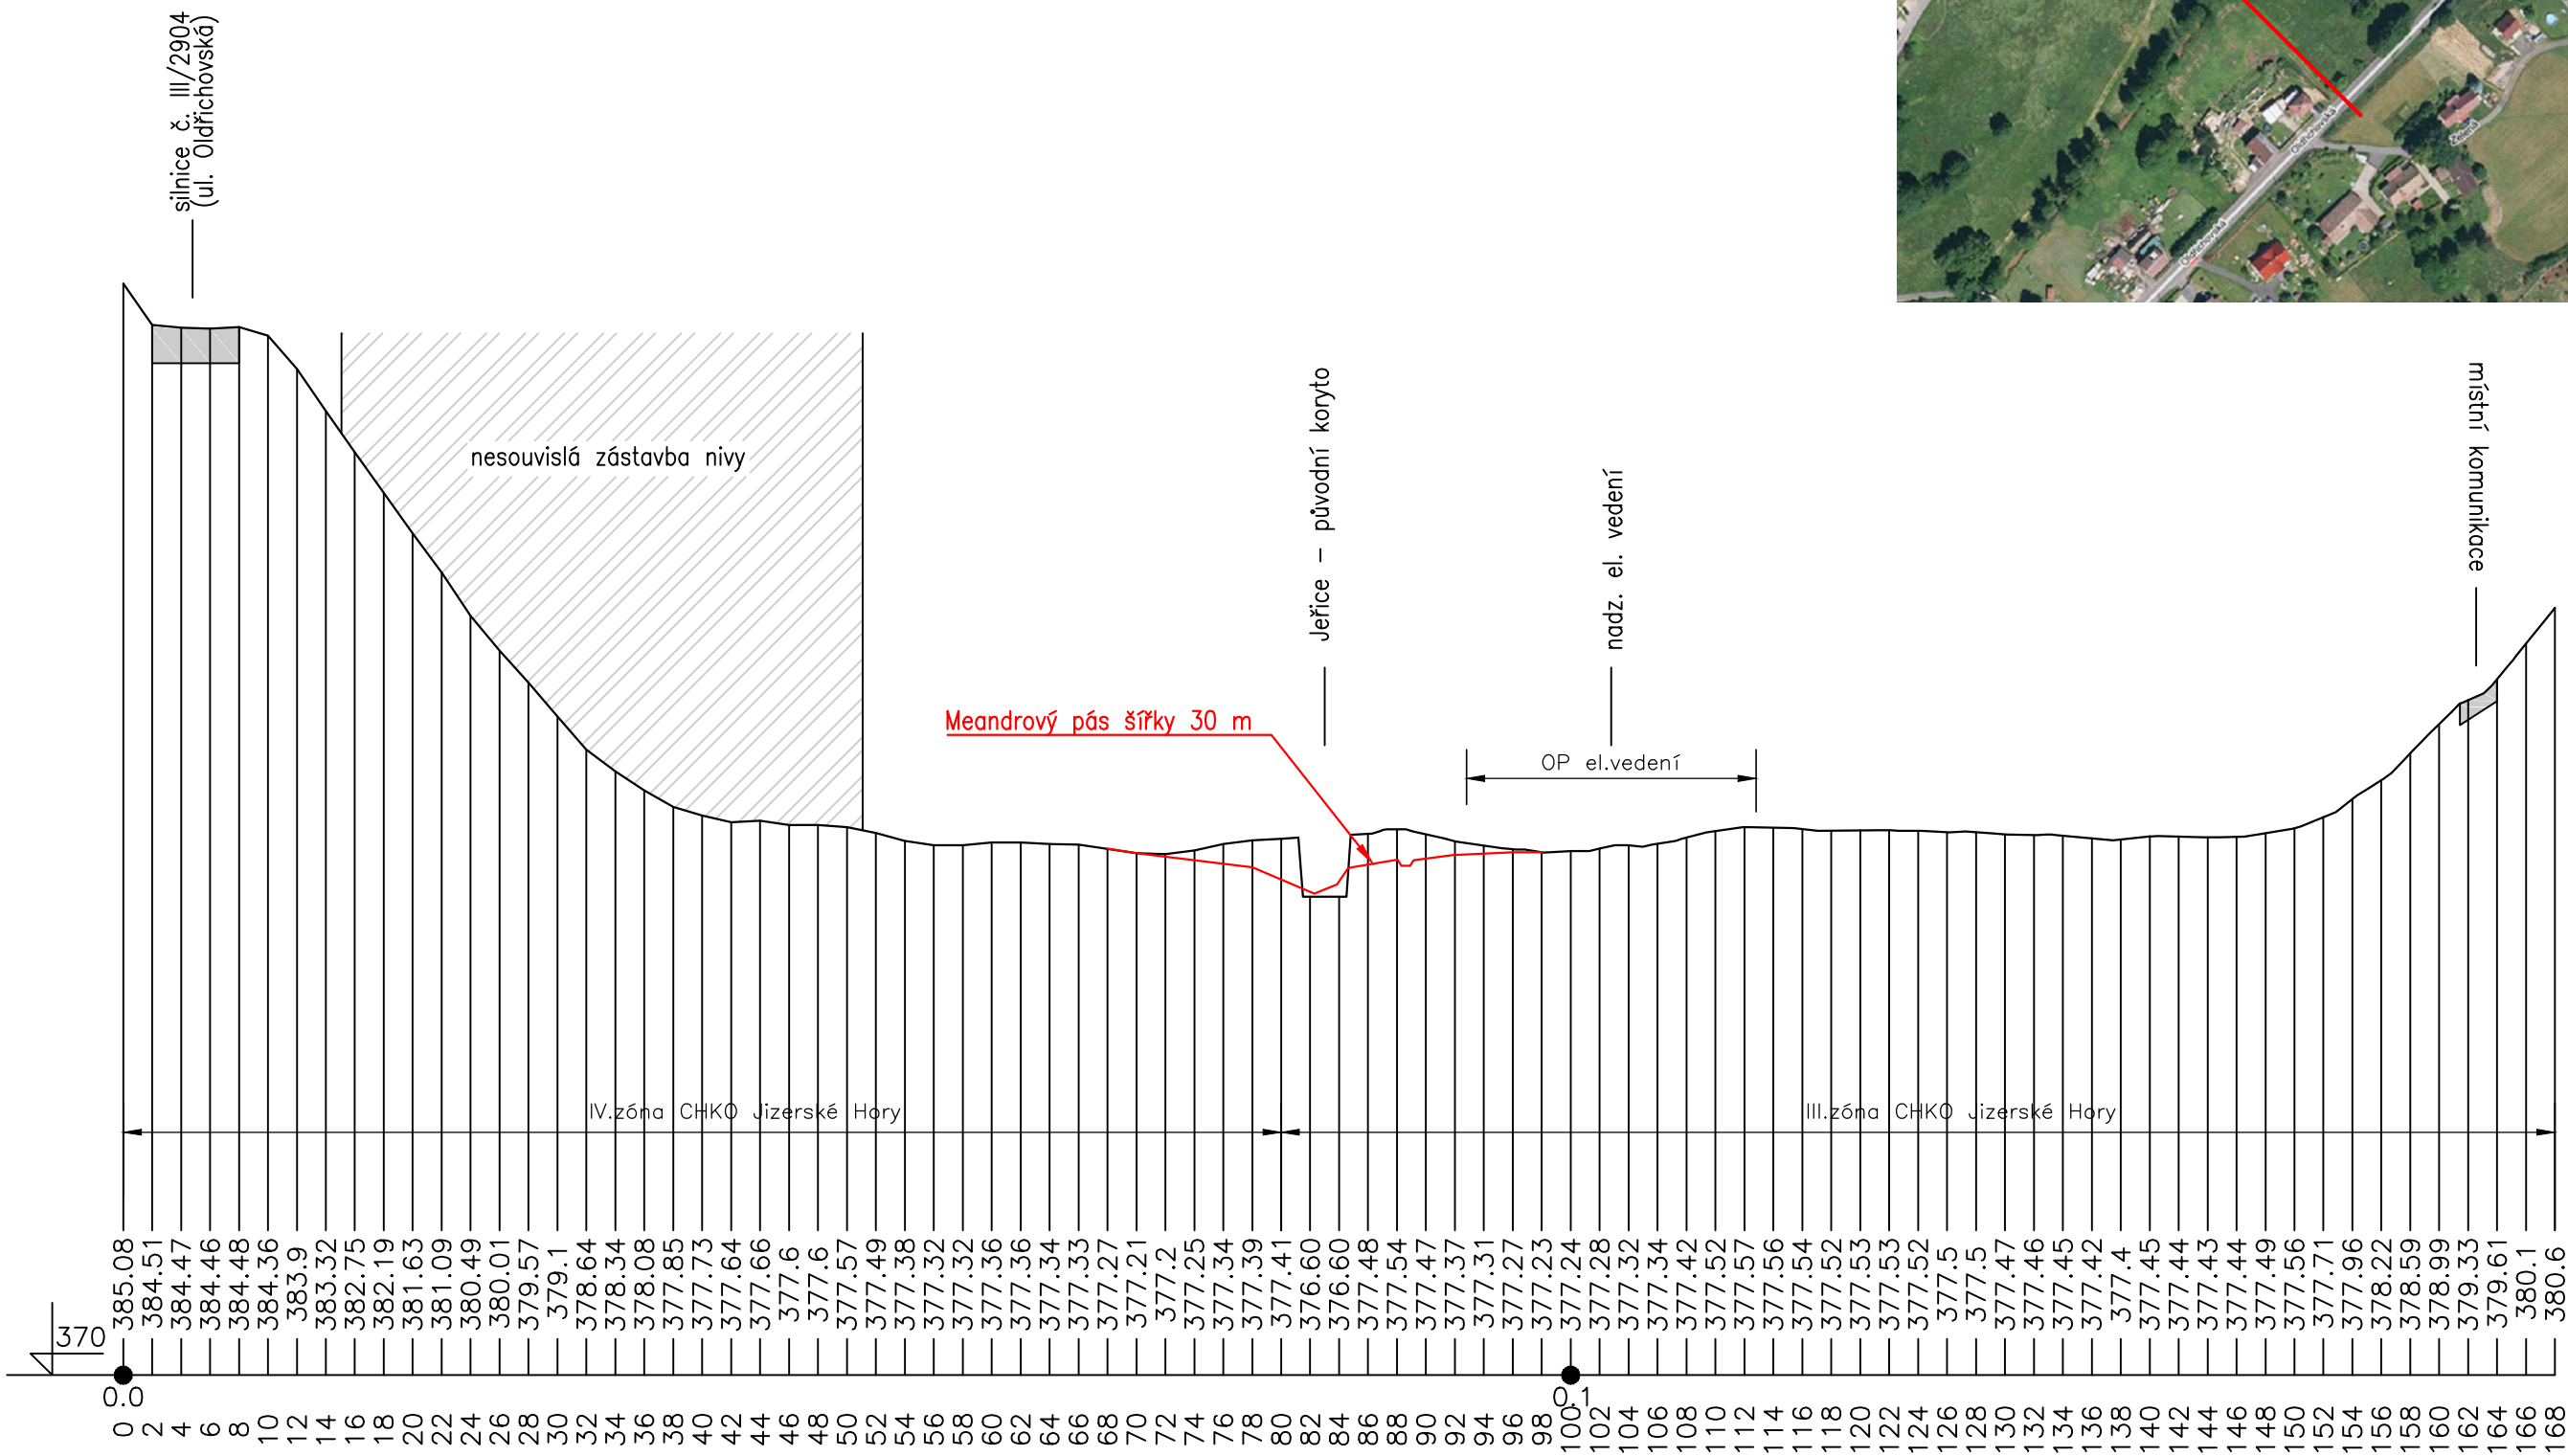 silnice č. III/2904
(ul. Oldřichovská)
Oldřichovská
Zelená
Oldřichovská
nesouvislá zástavba nivy
Meandrový pás šířky 30 m
Jeřice – původní koryto
nadz. el. vedení
OP el.vedení
místní komunikace
IV.zóna CHKO Jizerské Hory
III.zóna CHKO Jizerské Hory
385.08 384.51 384.47 384.46 384.48 384.36 383.9 383.32 382.75 382.19 381.63 381.09 380.49 380.01 379.57 379.1 378.64 378.34 378.08 377.85 377.73 377.64 377.66 377.6 377.6 377.57 377.49 377.38 377.32 377.32 377.36 377.36 377.34 377.33 377.27 377.21 377.2 377.25 377.34 377.39 377.41 376.60 376.60 377.48 377.54 377.47 377.37 377.31 377.27 377.23 377.24 377.28 377.32 377.34 377.42 377.52 377.57 377.56 377.54 377.52 377.53 377.53 377.52 377.5 377.5 377.47 377.46 377.45 377.42 377.4 377.45 377.44 377.43 377.44 377.49 377.56 377.71 377.96 378.22 378.59 378.99 379.33 379.61 380.1 380.6
370
0.0 0.1
0 2 4 6 8 10 12 14 16 18 20 22 24 26 28 30 32 34 36 38 40 42 44 46 48 50 52 54 56 58 60 62 64 66 68 70 72 74 76 78 80 82 84 86 88 90 92 94 96 98 100 102 104 106 108 110 112 114 116 118 120 122 124 126 128 130 132 134 136 138 140 142 144 146 148 150 152 154 156 158 160 162 164 166 168